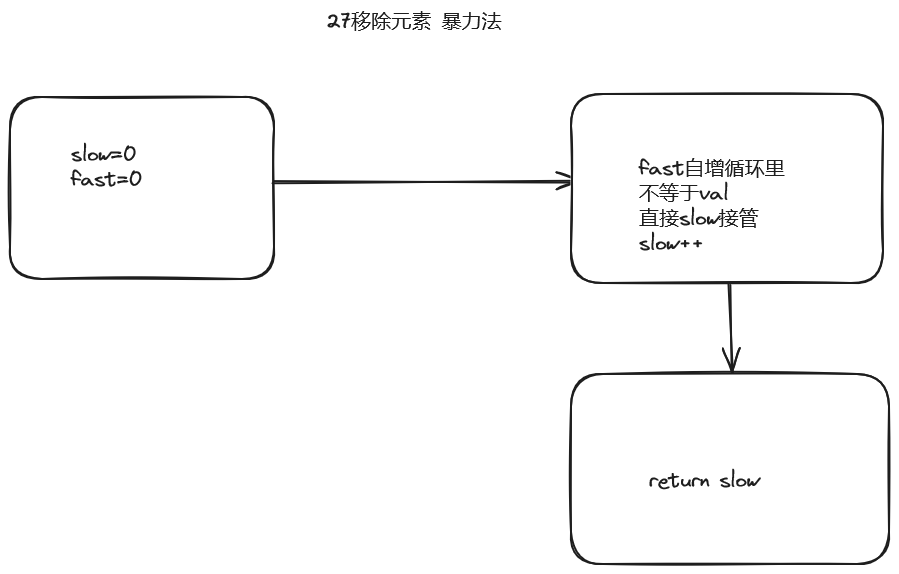 27移除元素 暴力法
slow=0
fast=0
fast自增循环里
不等于val
直接slow接管
slow++
return slow